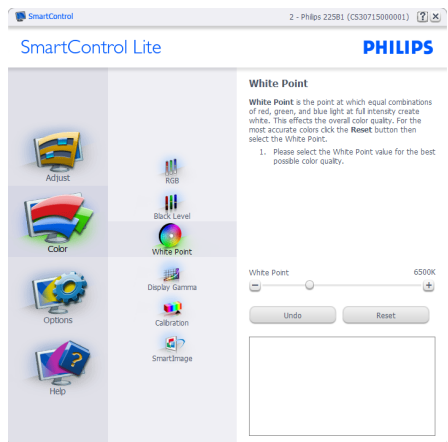 SmartControl
2 - Philips 225B1 (CS30715000001)
?
SmartControl Lite
PHILIPS
Adjust
Color
Options
Help
RGB
Black Level
White Point
Display Gamma
Calibration
SmartImage
White Point
White Point is the point at which equal combinations
of red, green, and blue light at full intensity create
white. This effects the overall color quality. For the
most accurate colors click the Reset button then
select the White Point.
1. Please select the White Point value for the best
possible color quality.
White Point 6500K
Undo
Reset